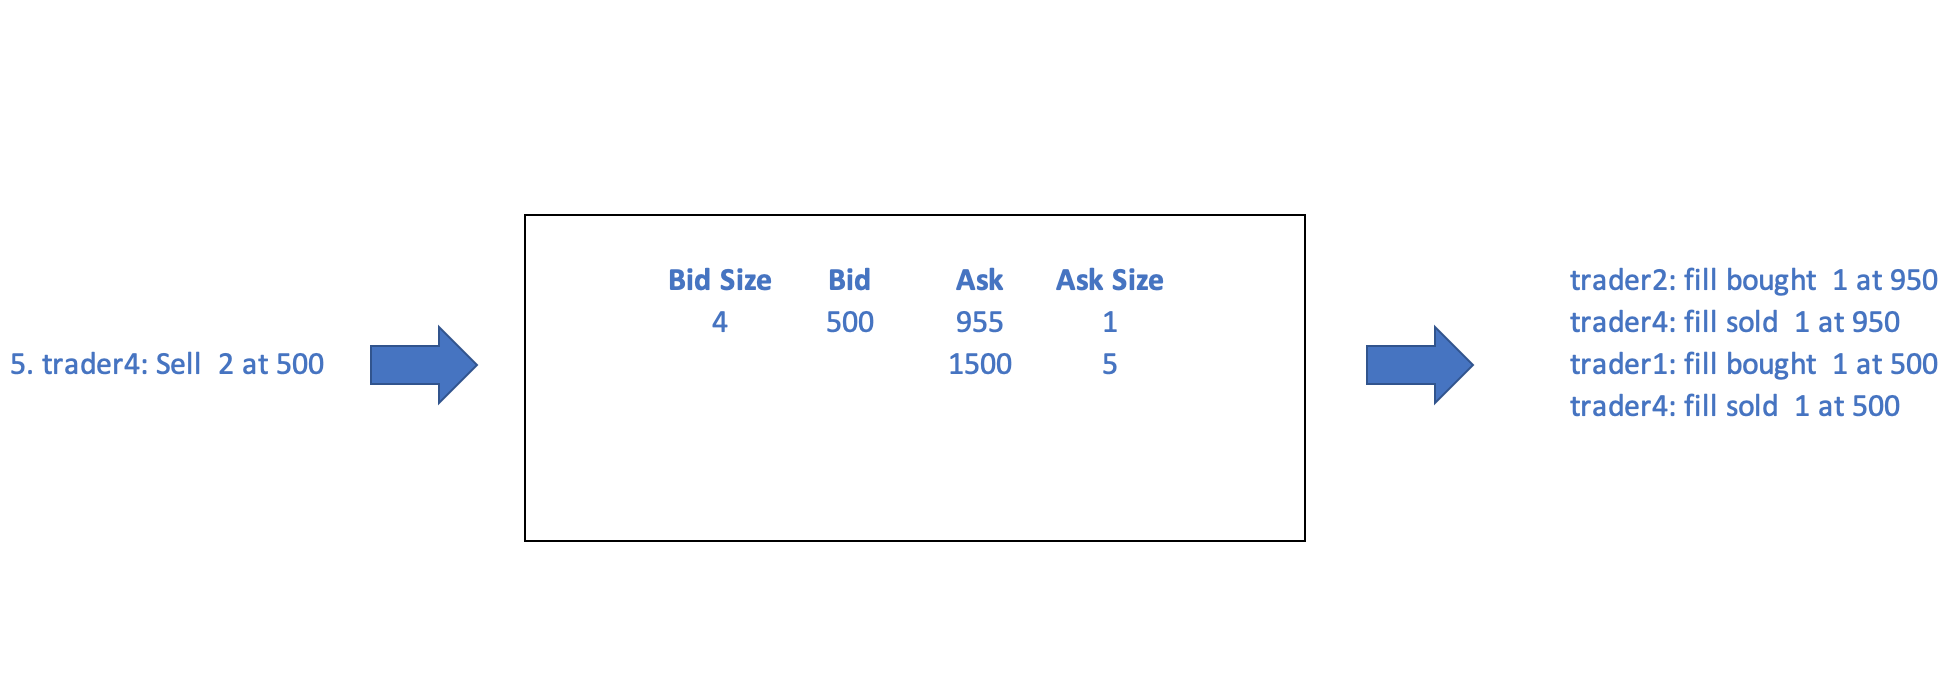 5. trader4: Sell 2 at 500
Bid Size Bid Ask Ask Size
4 500 955 1
1500 5
trader2: fill bought 1 at 950
trader4: fill sold 1 at 950
trader1: fill bought 1 at 500
trader4: fill sold 1 at 500